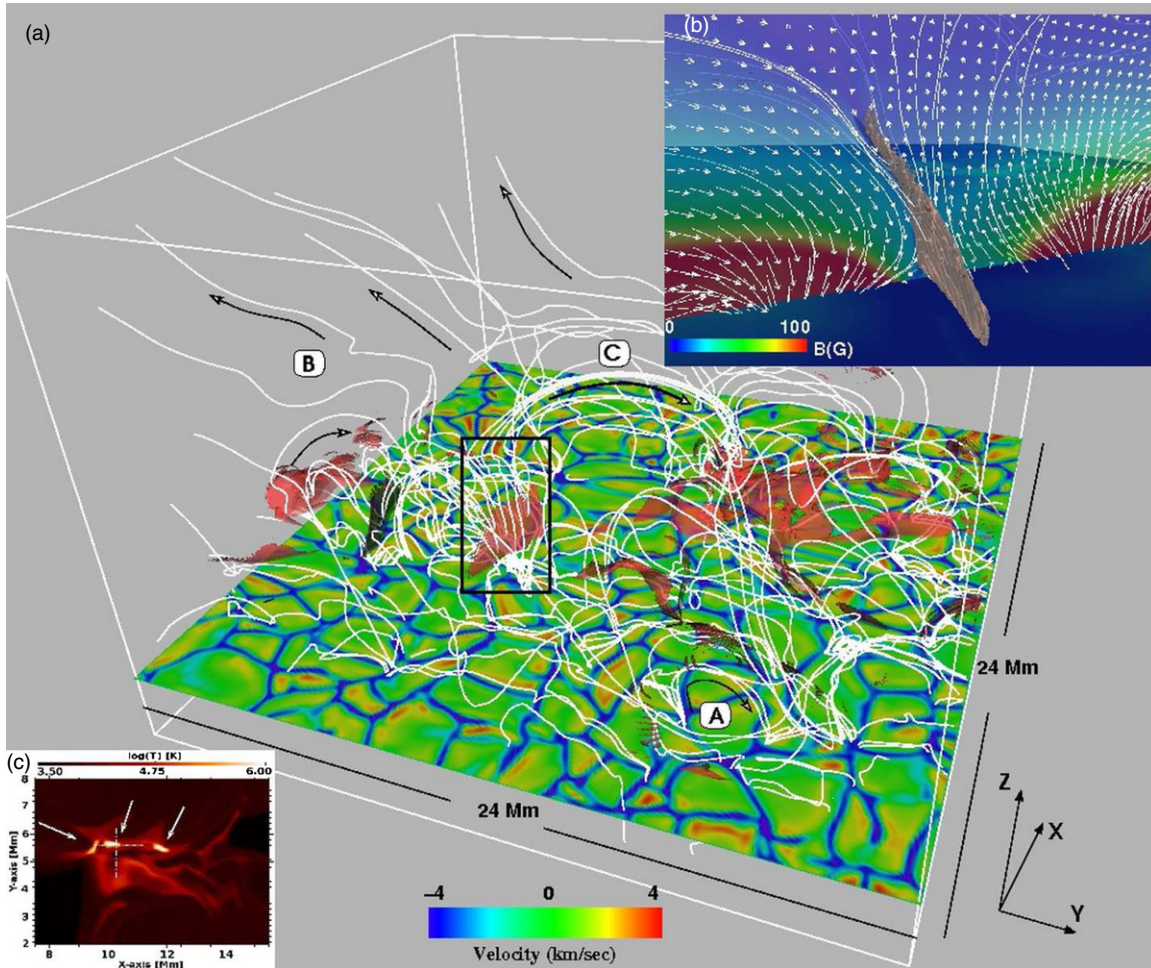 (a)
(b)
0 100
B(G)
B
C
A
24 Mm
24 Mm
Z
X
Y
−4 0 4
Velocity (km/sec)
(c)
log(T) [K]
3.50 4.75 6.00
8
7
6
5
4
3
2
Y-axis [Mm]
8 10 12 14
X-axis [Mm]